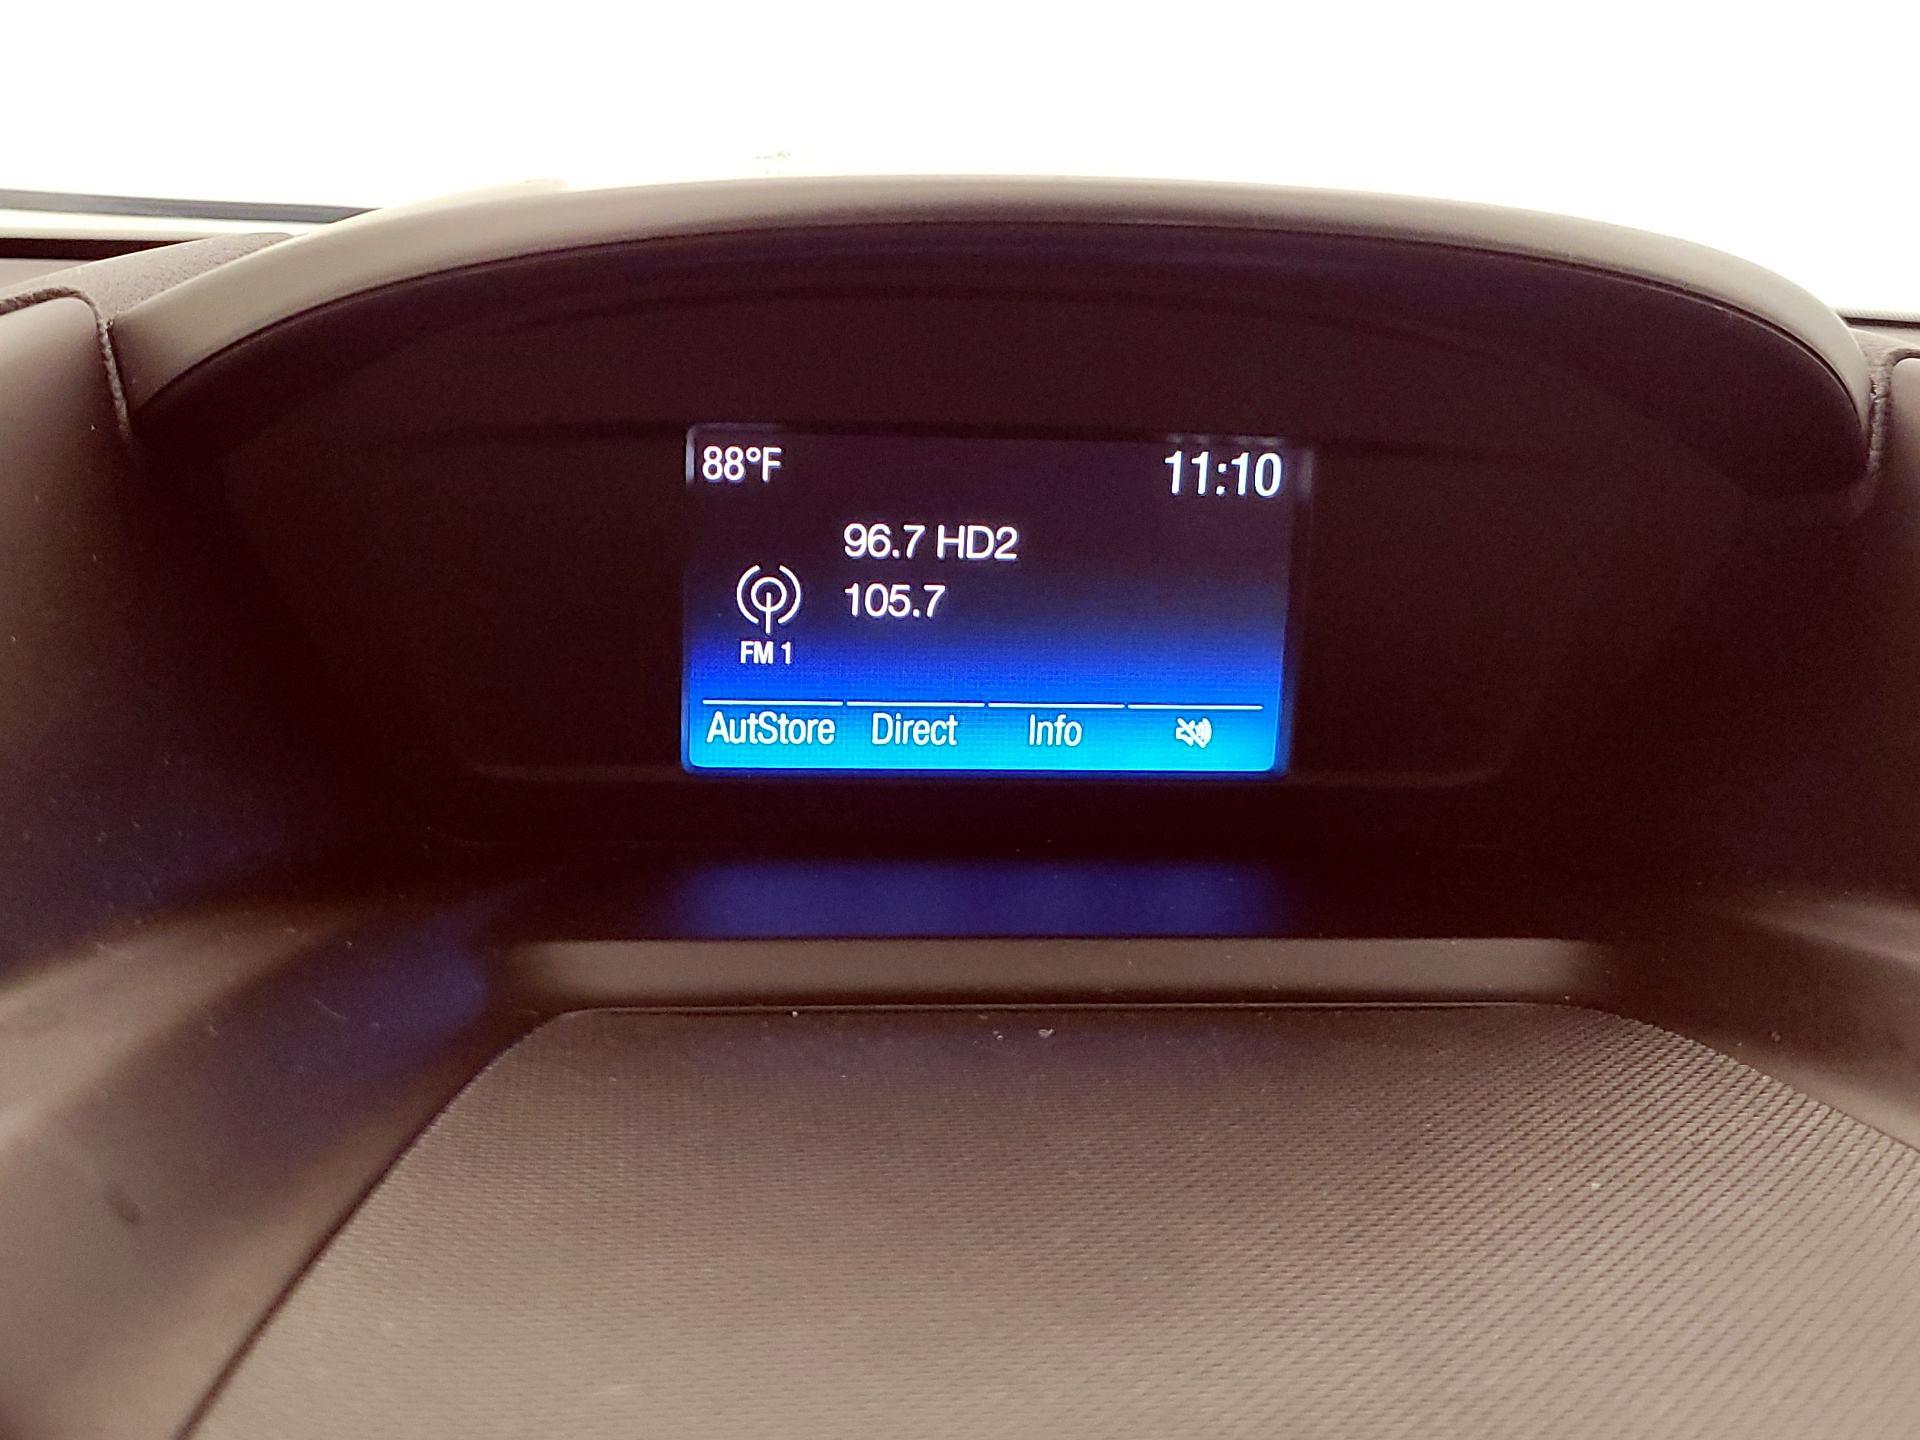 88°F 11:10
96.7 HD2
105.7
FM 1
AutStore Direct Info